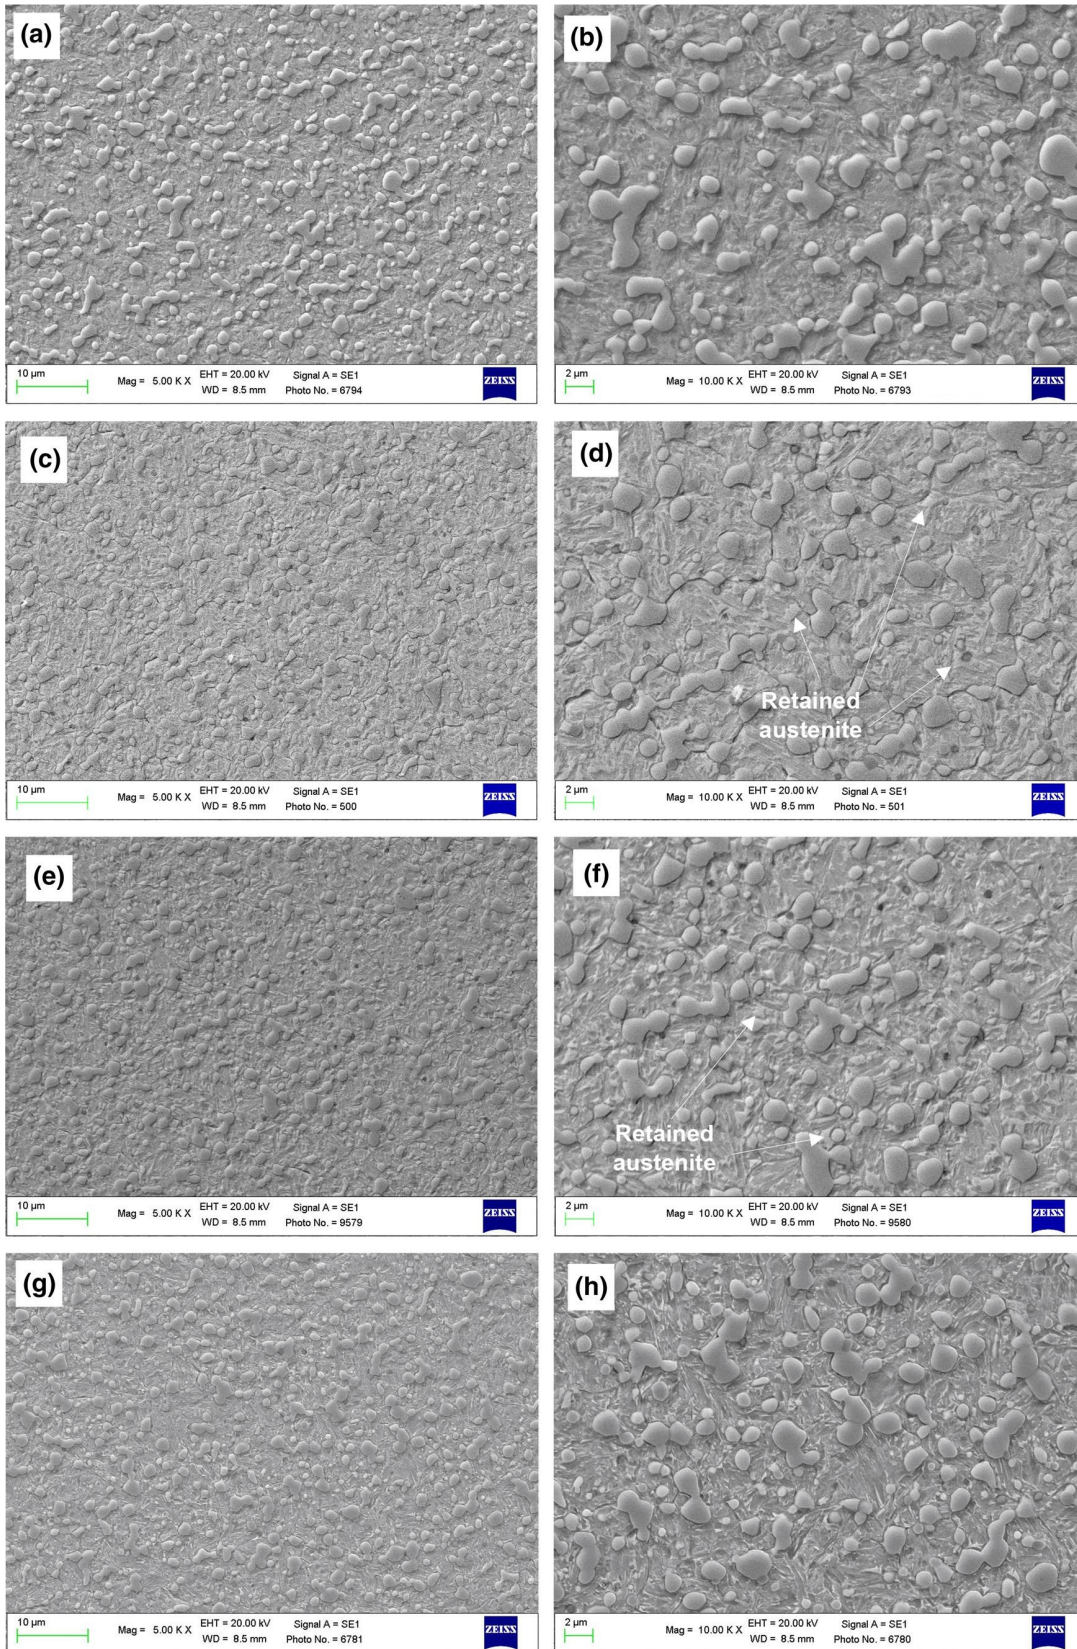 (a)
10 µm
Mag = 5.00 K X
EHT = 20.00 kV
WD = 8.5 mm
Signal A = SE1
Photo No. = 6794
ZEISS
(b)
2 µm
Mag = 10.00 K X
EHT = 20.00 kV
WD = 8.5 mm
Signal A = SE1
Photo No. = 6793
ZEISS
(c)
10 µm
Mag = 5.00 K X
EHT = 20.00 kV
WD = 8.5 mm
Signal A = SE1
Photo No. = 500
ZEISS
(d)
Retained
austenite
2 µm
Mag = 10.00 K X
EHT = 20.00 kV
WD = 8.5 mm
Signal A = SE1
Photo No. = 501
ZEISS
(e)
10 µm
Mag = 5.00 K X
EHT = 20.00 kV
WD = 8.5 mm
Signal A = SE1
Photo No. = 9579
ZEISS
(f)
Retained
austenite
2 µm
Mag = 10.00 K X
EHT = 20.00 kV
WD = 8.5 mm
Signal A = SE1
Photo No. = 9580
ZEISS
(g)
10 µm
Mag = 5.00 K X
EHT = 20.00 kV
WD = 8.5 mm
Signal A = SE1
Photo No. = 6781
ZEISS
(h)
2 µm
Mag = 10.00 K X
EHT = 20.00 kV
WD = 8.5 mm
Signal A = SE1
Photo No. = 6780
ZEISS